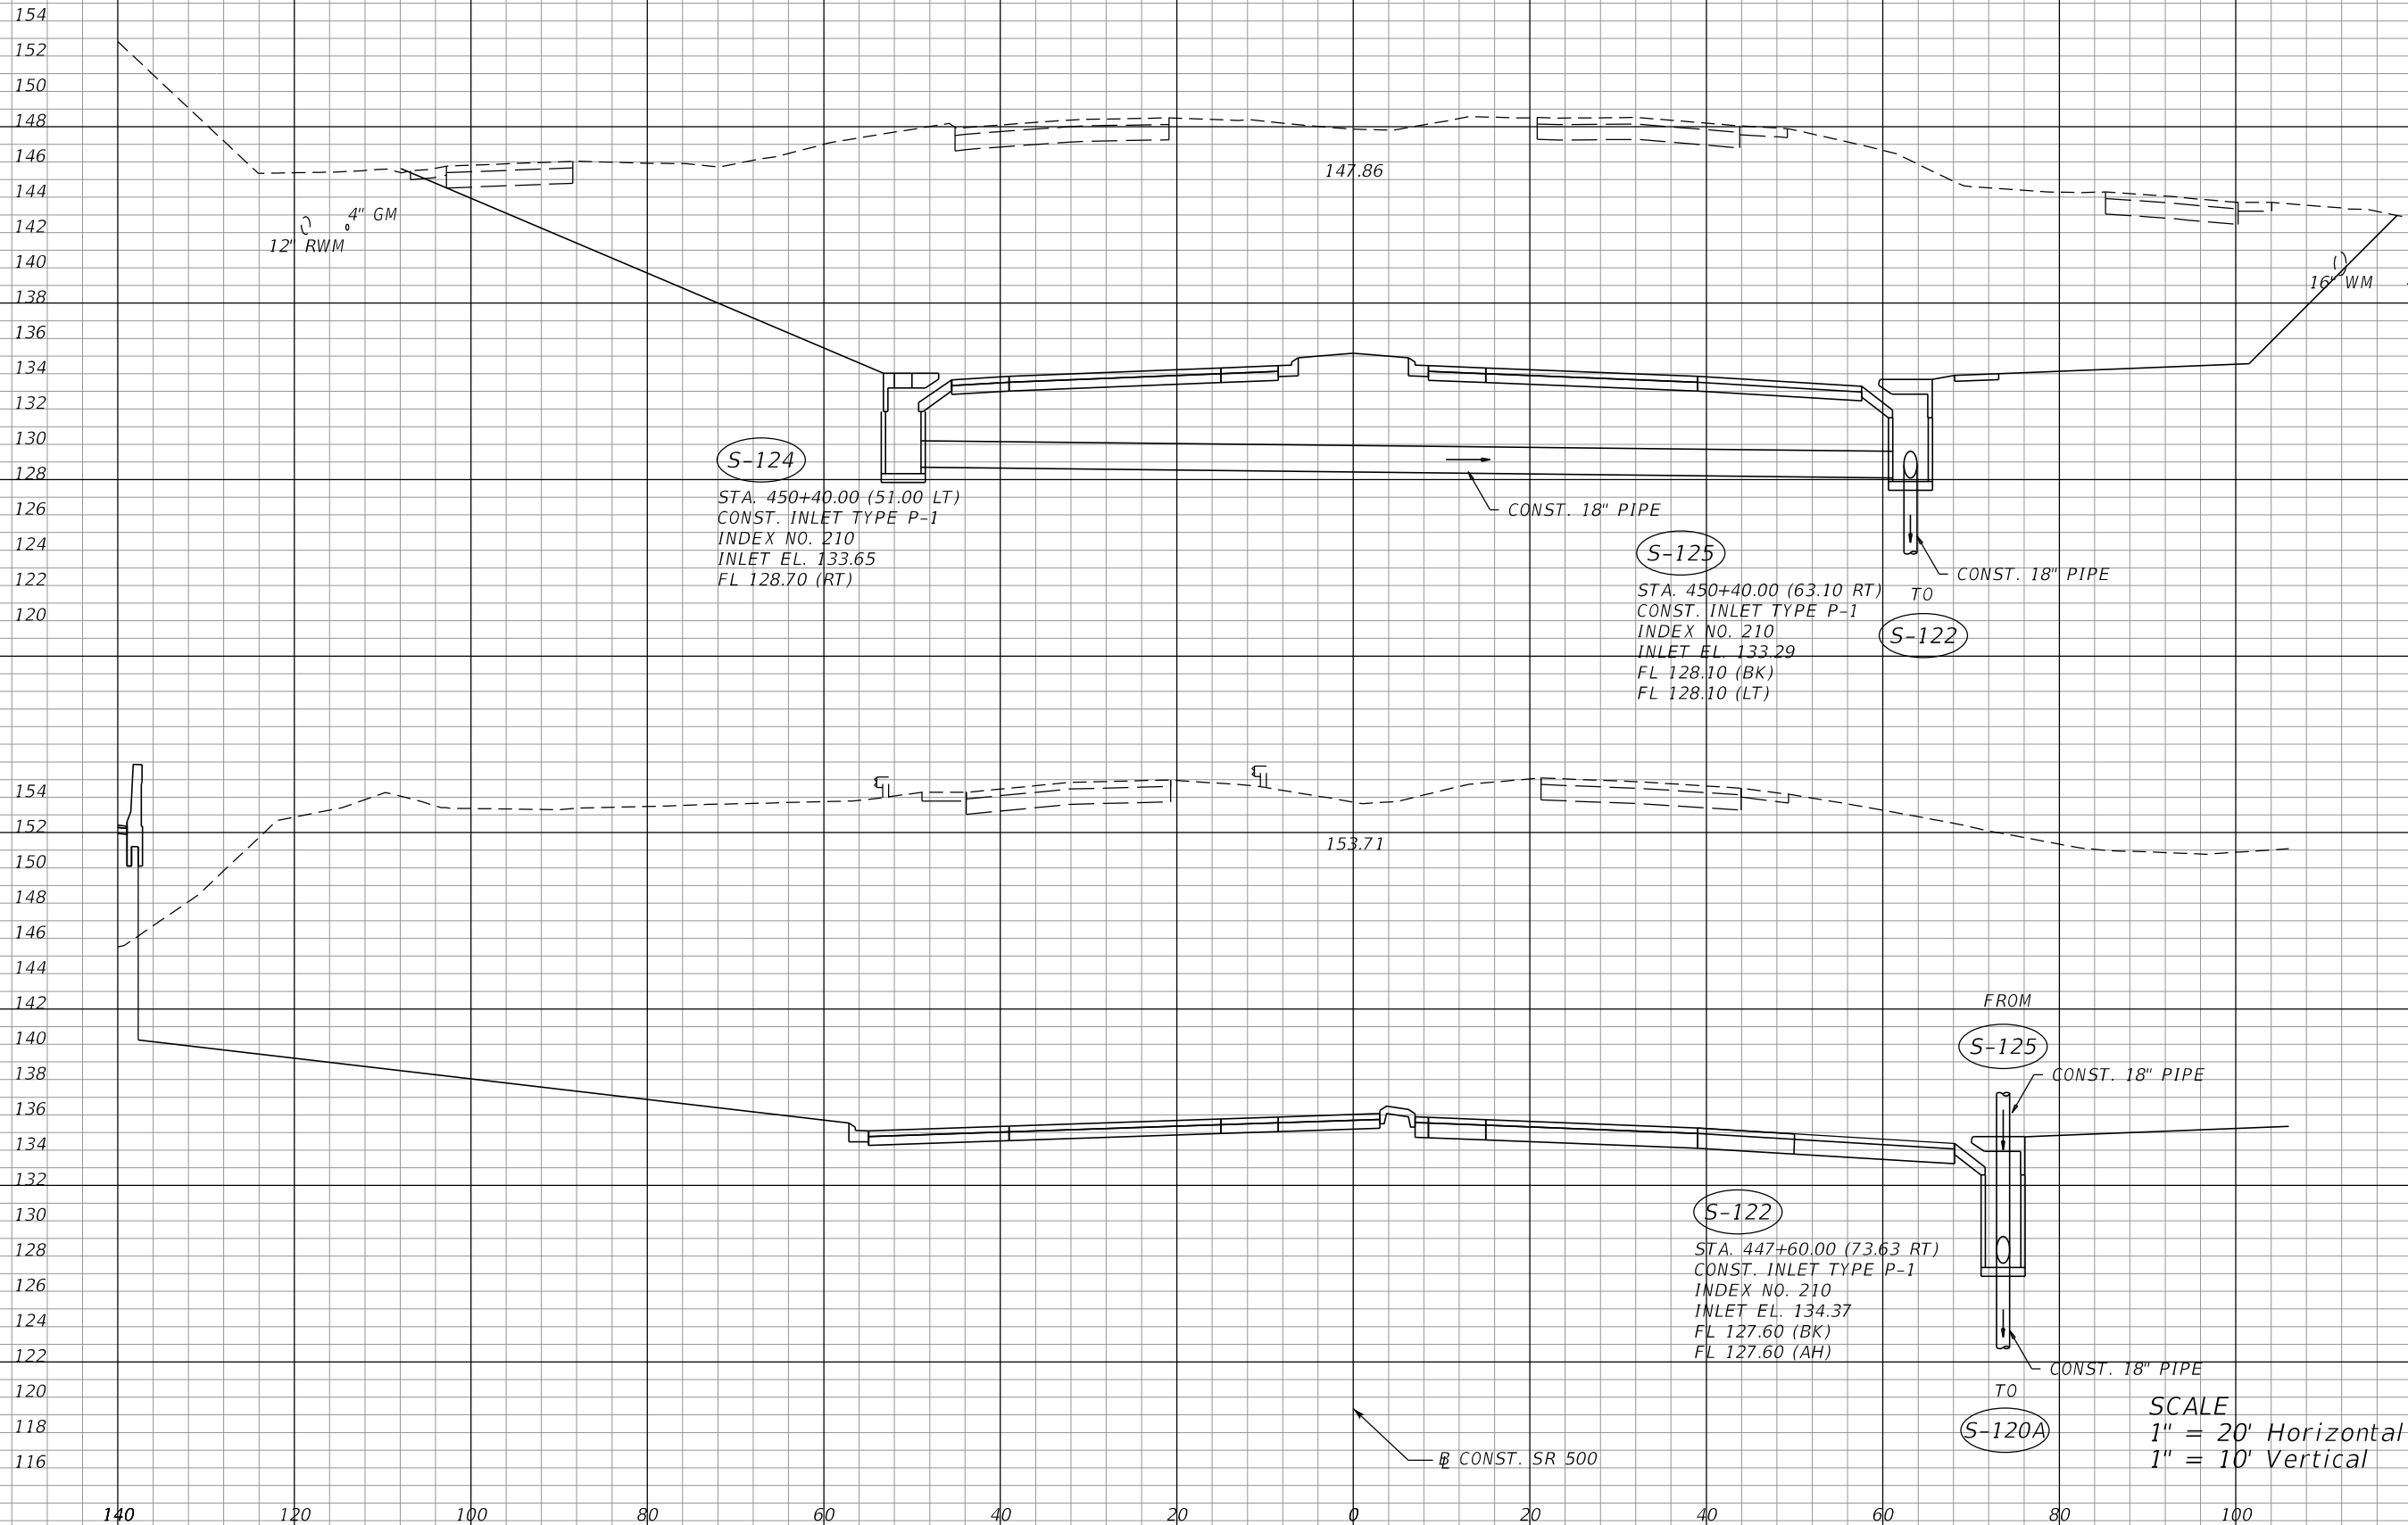 154
152
150
148
146
144
142
140
138
136
134
132
130
128
126
124
122
120
147.86
4" GM
12" RWM
16" WM
S-124
STA. 450+40.00 (51.00 LT)
CONST. INLET TYPE P-1
INDEX NO. 210
INLET EL. 133.65
FL 128.70 (RT)
CONST. 18" PIPE
S-125
STA. 450+40.00 (63.10 RT)
CONST. INLET TYPE P-1
INDEX NO. 210
INLET EL. 133.29
FL 128.10 (BK)
FL 128.10 (LT)
CONST. 18" PIPE
TO
S-122
154
152
150
148
146
144
142
140
138
136
134
132
130
128
126
124
122
120
118
116
153.71
FROM
S-125
CONST. 18" PIPE
S-122
STA. 447+60.00 (73.63 RT)
CONST. INLET TYPE P-1
INDEX NO. 210
INLET EL. 134.37
FL 127.60 (BK)
FL 127.60 (AH)
CONST. 18" PIPE
TO
S-120A
SCALE
1" = 20' Horizontal
1" = 10' Vertical
BL CONST. SR 500
140 120 100 80 60 40 20 0 20 40 60 80 100